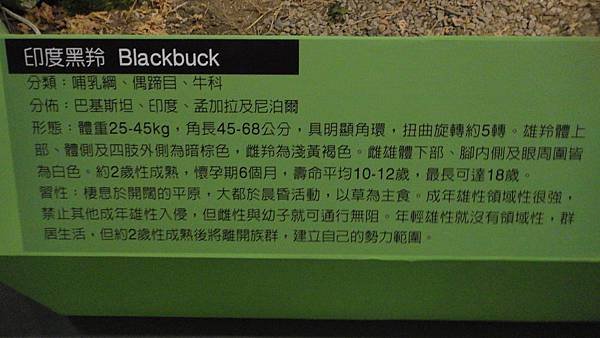 印度黑羚 Blackbuck
分類：哺乳綱、偶蹄目、牛科
分佈：巴基斯坦、印度、孟加拉及尼泊爾
形態：體重25-45kg，角長45-68公分，具明顯角環，扭曲旋轉約5轉。雄羚體上
部、體側及四肢外側為暗棕色，雌羚為淺黃褐色。雌雄體下部、腳內側及眼周圍皆
為白色。約2歲性成熟，懷孕期6個月，壽命平均10-12歲，最長可達18歲。
習性：棲息於開闊的平原，大都於晨昏活動，以草為主食。成年雄性領域性很強，
禁止其他成年雄性入侵，但雌性與幼子就可通行無阻。年輕雄性就沒有領域性，群
居生活。但約2歲性成熟後將離開族群，建立自己的勢力範圍。